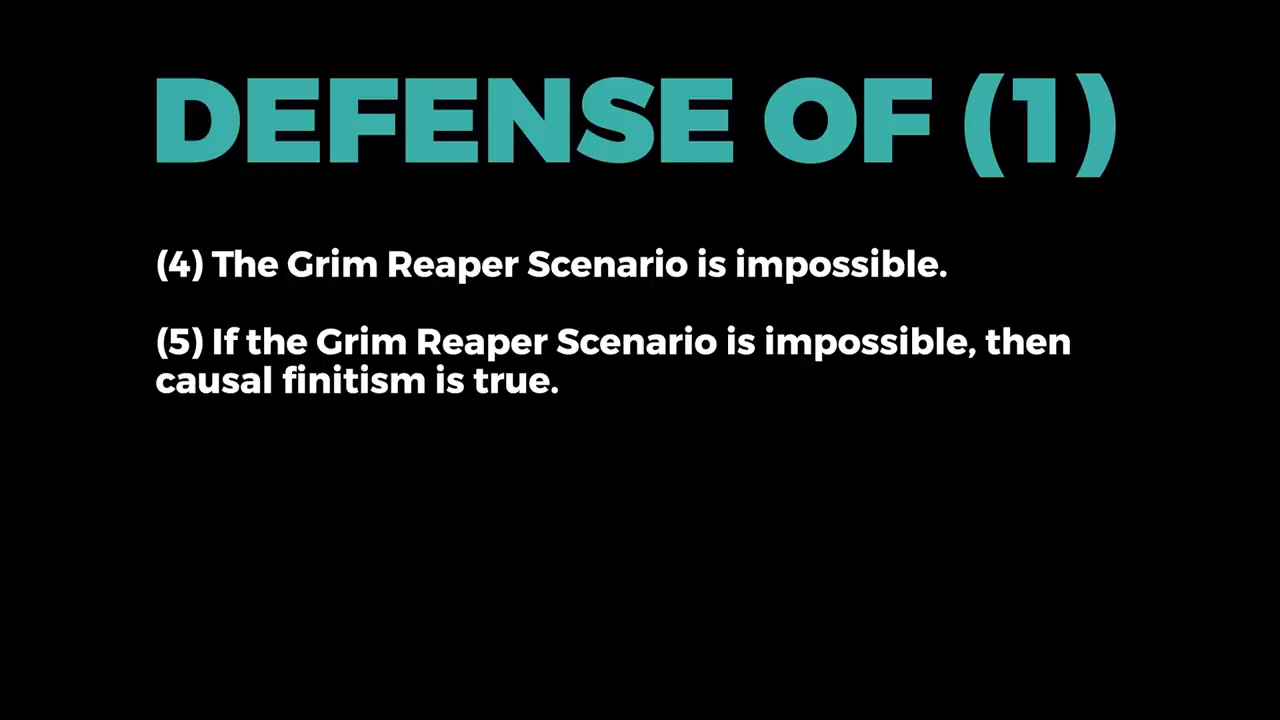 DEFENSE OF (1)
(4) The Grim Reaper Scenario is impossible.
(5) If the Grim Reaper Scenario is impossible, then
causal finitism is true.